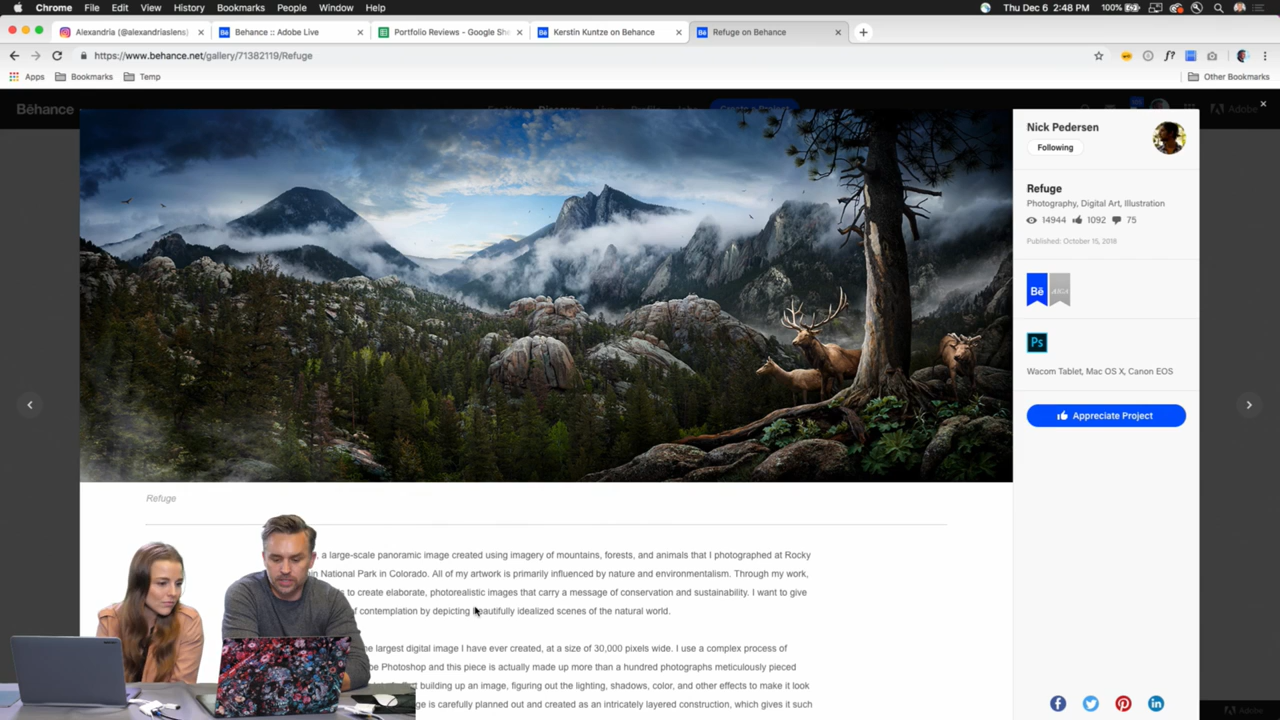 Chrome File Edit View History Bookmarks People Window Help
100% Thu Dec 6 2:48 PM
Alexandria (@alexandriaslens)
Behance :: Adobe Live
Portfolio Reviews - Google She
Kerstin Kuntze on Behance
Refuge on Behance
https://www.behance.net/gallery/71382119/Refuge
Apps Bookmarks Temp Other Bookmarks
Bēhance
Adobe
Nick Pedersen
Following
Refuge
Photography, Digital Art, Illustration
14944 1092 75
Published: October 15, 2018
Bē AIGA
Ps
Wacom Tablet, Mac OS X, Canon EOS
Appreciate Project
Refuge
, a large-scale panoramic image created using imagery of mountains, forests, and animals that I photographed at Rocky
in National Park in Colorado. All of my artwork is primarily influenced by nature and environmentalism. Through my work,
s to create elaborate, photorealistic images that carry a message of conservation and sustainability. I want to give
of contemplation by depicting beautifully idealized scenes of the natural world.
he largest digital image I have ever created, at a size of 30,000 pixels wide. I use a complex process of
be Photoshop and this piece is actually made up more than a hundred photographs meticulously pieced
building up an image, figuring out the lighting, shadows, color, and other effects to make it look
ge is carefully planned out and created as an intricately layered construction, which gives it such
Adobe